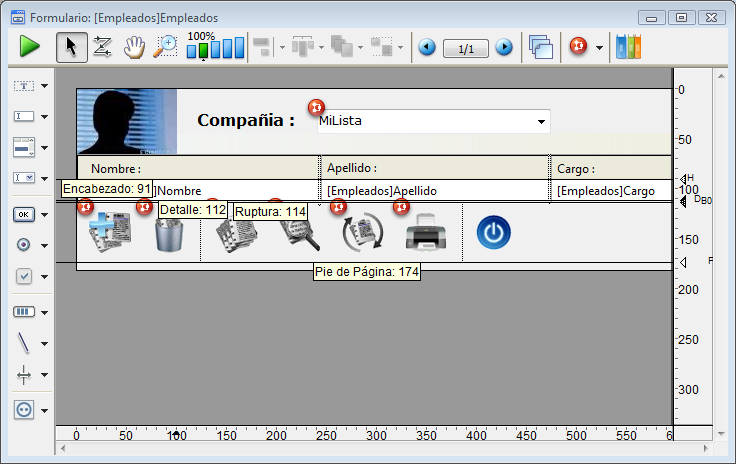 Formulario: [Empleados]Empleados
100%
1/1
Compañia :
MiLista
Nombre :
Apellido :
Cargo :
Encabezado: 91
]Nombre
[Empleados]Apellido
[Empleados]Cargo
Detalle: 112
Ruptura: 114
Pie de Página: 174
T
I
OK
0
50
100
150
200
250
300
H
D
B0
F
0
50
100
150
200
250
300
350
400
450
500
550
6